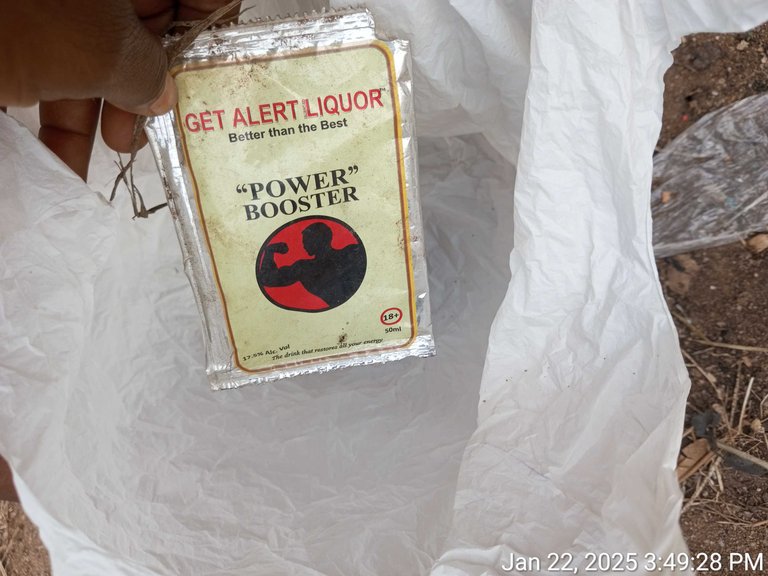 GET ALERT LIQUOR™
Better than the Best
“POWER”
BOOSTER
18+
50ml
17.5% Alc. Vol
The drink that restores all your energy
Jan 22, 2025 3:49:28 PM